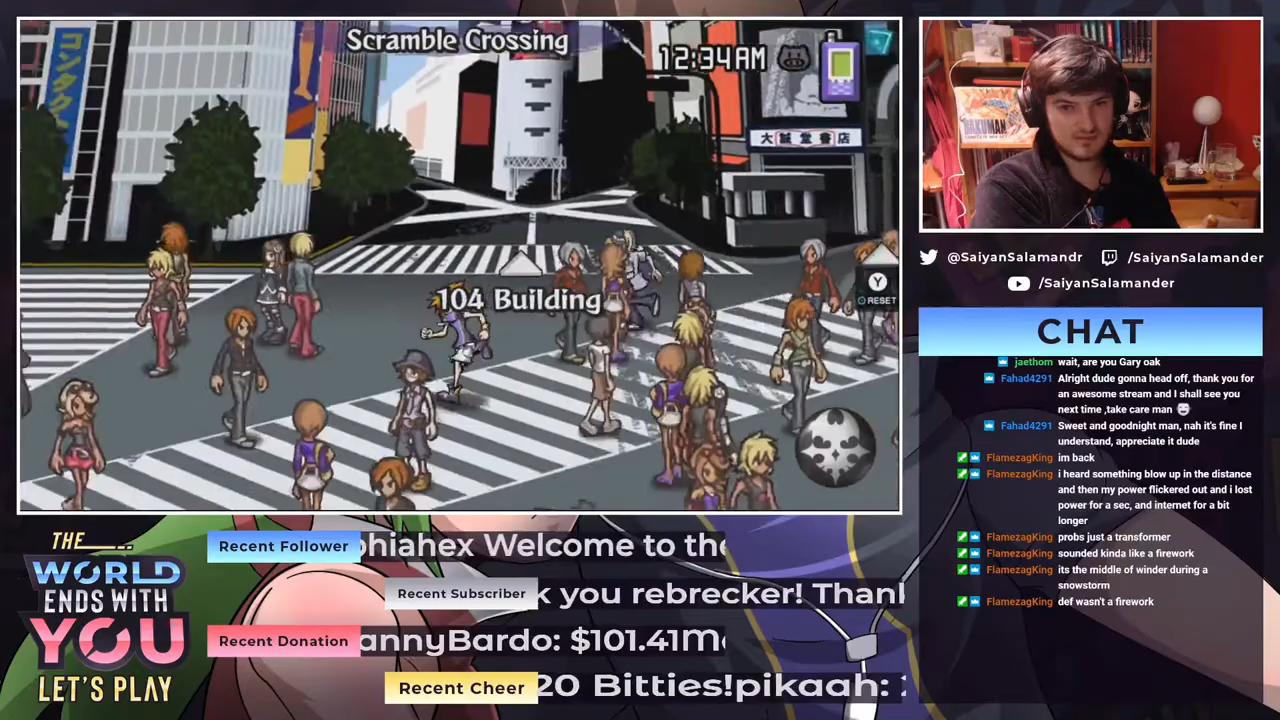 コンタク
Scramble Crossing
12:34AM
大誠堂書店
104 Building
Y
RESET
BAKUMAN
@SaiyanSalamandr
/SaiyanSalamander
/SaiyanSalamander
CHAT
jaethom wait, are you Gary oak
Fahad4291 Alright dude gonna head off, thank you for
an awesome stream and I shall see you
next time ,take care man
Fahad4291 Sweet and goodnight man, nah it's fine I
understand, appreciate it dude
FlamezagKing im back
FlamezagKing i heard something blow up in the distance
and then my power flickered out and i lost
power for a sec, and internet for a bit
longer
FlamezagKing probs just a transformer
FlamezagKing sounded kinda like a firework
FlamezagKing its the middle of winder during a
snowstorm
FlamezagKing def wasn't a firework
THE
WORLD
ENDS WITH
YOU
LET'S PLAY
Recent Follower phiahex Welcome to the
Recent Subscriber k you rebrecker! Thank
Recent Donation annyBardo: $101.41Mo
Recent Cheer 20 Bitties!pikaah: